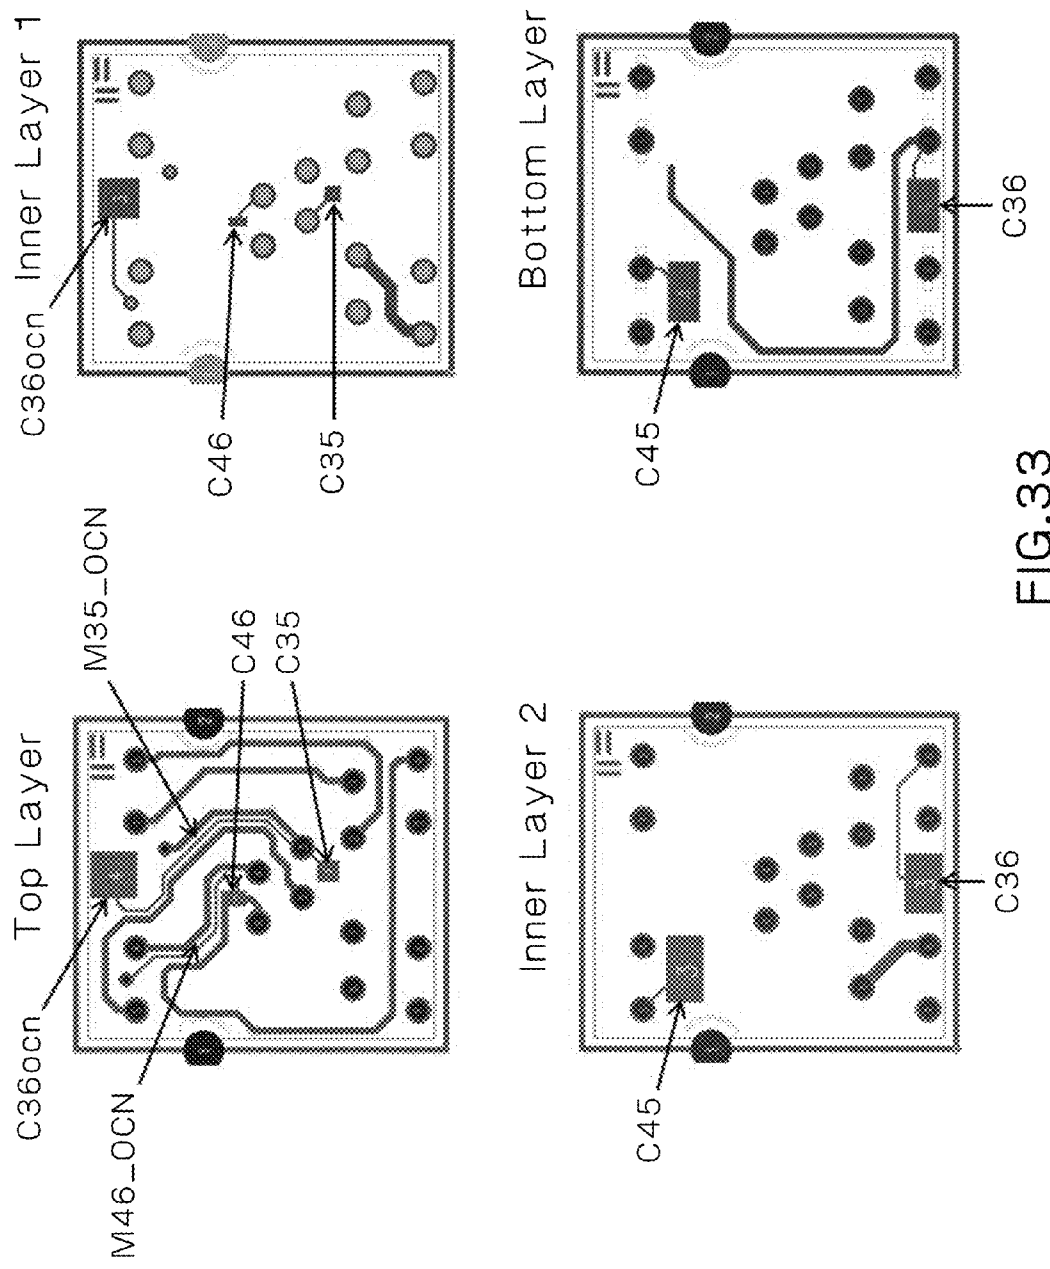 Top Layer
C36ocn
M35_OCN
M46_OCN
C46
C35
Inner Layer 1
C36ocn
C46
C35
Inner Layer 2
C45
C36
Bottom Layer
C45
C36
FIG.33